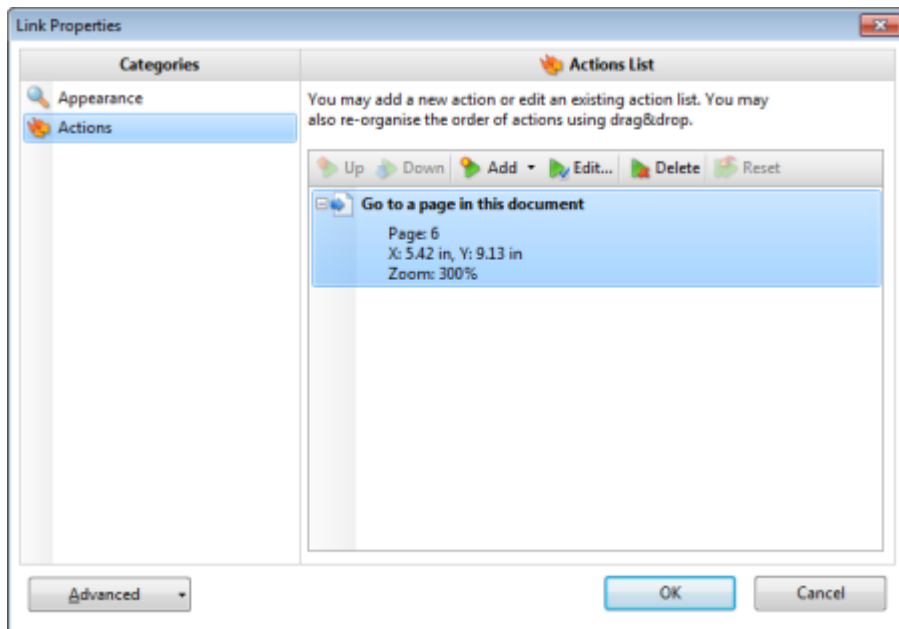 Link Properties
Categories
Appearance
Actions
Actions List
You may add a new action or edit an existing action list. You may
also re-organise the order of actions using drag&drop.
Up Down Add Edit... Delete Reset
Go to a page in this document
Page: 6
X: 5.42 in, Y: 9.13 in
Zoom: 300%
Advanced OK Cancel